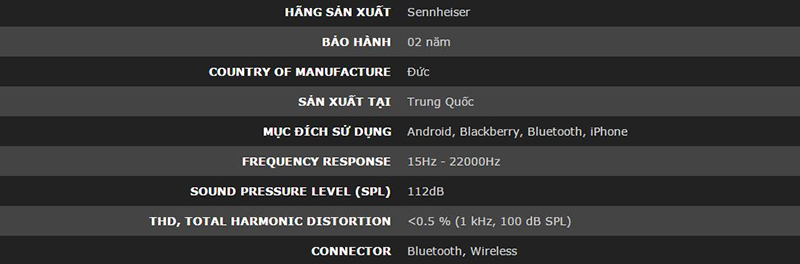 HÃNG SẢN XUẤT Sennheiser
BẢO HÀNH 02 năm
COUNTRY OF MANUFACTURE Đức
SẢN XUẤT TẠI Trung Quốc
MỤC ĐÍCH SỬ DỤNG Android, Blackberry, Bluetooth, iPhone
FREQUENCY RESPONSE 15Hz - 22000Hz
SOUND PRESSURE LEVEL (SPL) 112dB
THD, TOTAL HARMONIC DISTORTION <0.5 % (1 kHz, 100 dB SPL)
CONNECTOR Bluetooth, Wireless